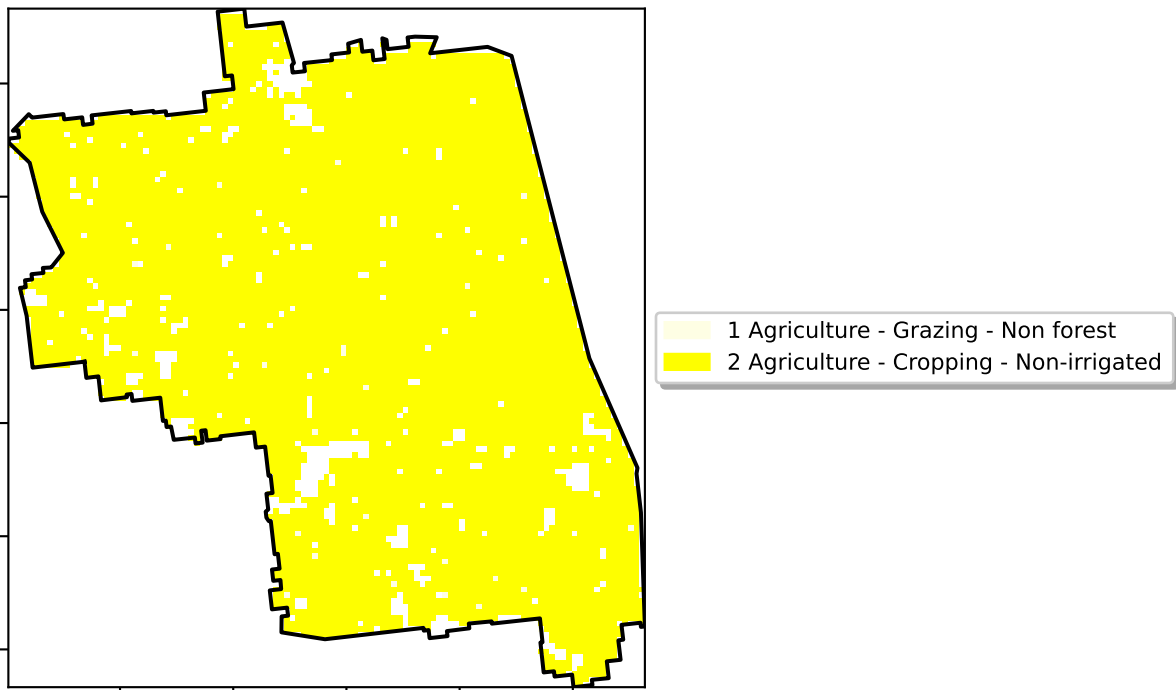 1 Agriculture - Grazing - Non forest
2 Agriculture - Cropping - Non-irrigated